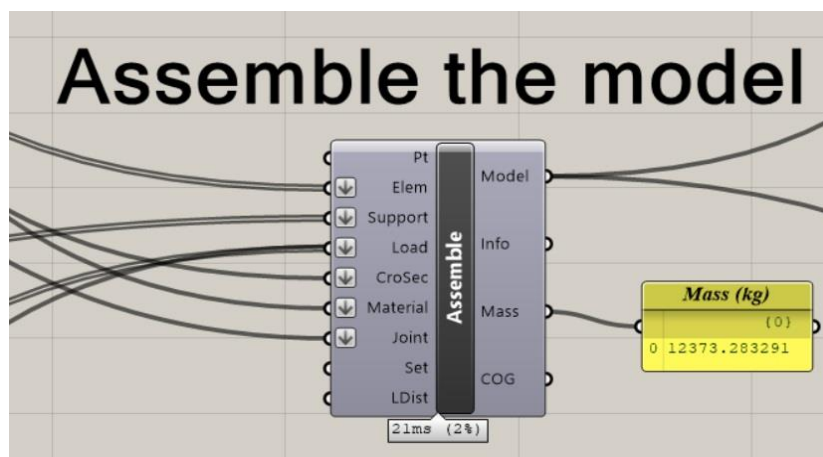 Assemble the model
Pt
Elem
Support
Load
CroSec
Material
Joint
Set
LDist
Assemble
Model
Info
Mass
COG
21ms (2%)
Mass (kg)
{0}
0 12373.283291